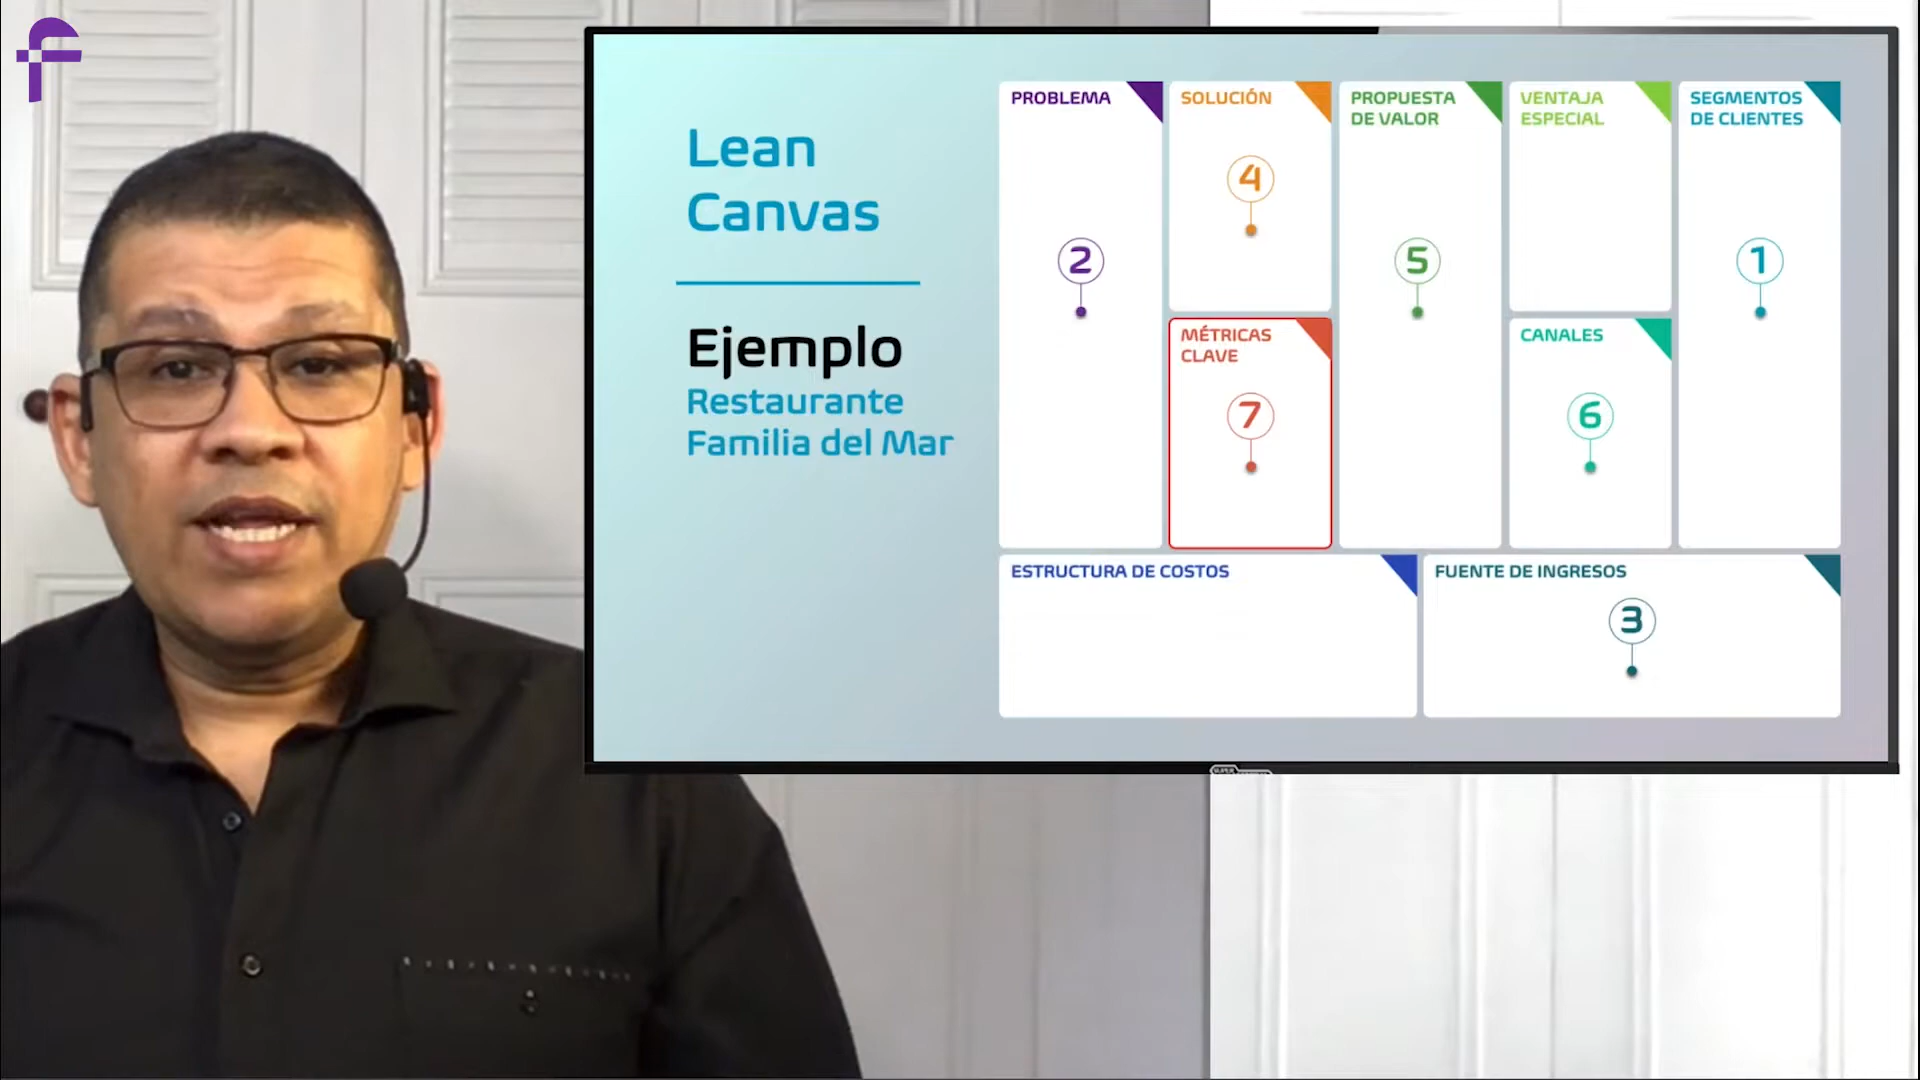 Lean
Canvas
Ejemplo
Restaurante
Familia del Mar
PROBLEMA
2
SOLUCIÓN
4
MÉTRICAS
CLAVE
7
PROPUESTA
DE VALOR
5
VENTAJA
ESPECIAL
CANALES
6
SEGMENTOS
DE CLIENTES
1
ESTRUCTURA DE COSTOS
FUENTE DE INGRESOS
3